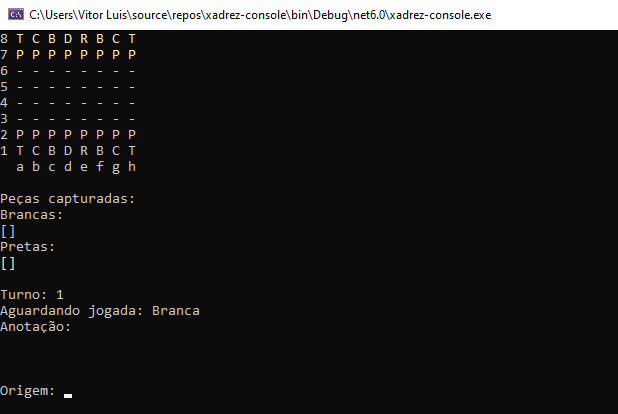 C:\Users\Vitor Luis\source\repos\xadrez-console\bin\Debug\net6.0\xadrez-console.exe
8 T C B D R B C T
7 P P P P P P P P
6 - - - - - - - -
5 - - - - - - - -
4 - - - - - - - -
3 - - - - - - - -
2 P P P P P P P P
1 T C B D R B C T
  a b c d e f g h
Peças capturadas:
Brancas:
[]
Pretas:
[]
Turno: 1
Aguardando jogada: Branca
Anotação:
Origem: